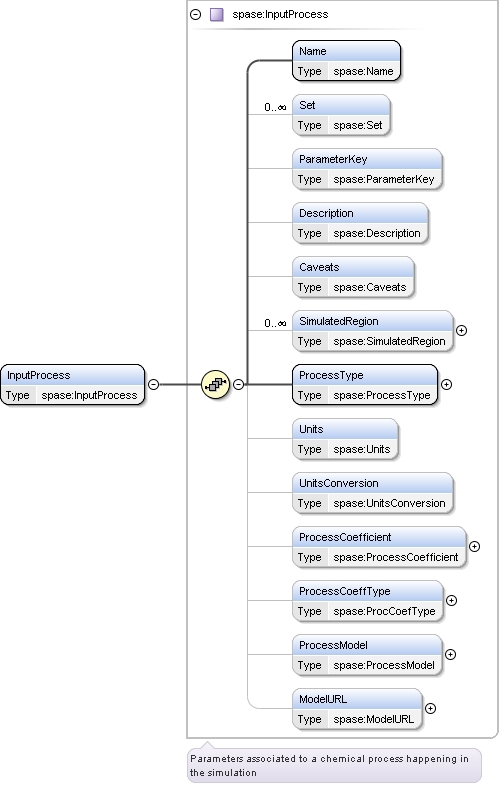 spase:InputProcess
Name
Type spase:Name
0..∞
Set
Type spase:Set
ParameterKey
Type spase:ParameterKey
Description
Type spase:Description
Caveats
Type spase:Caveats
0..∞
SimulatedRegion
Type spase:SimulatedRegion
InputProcess
Type spase:InputProcess
ProcessType
Type spase:ProcessType
Units
Type spase:Units
UnitsConversion
Type spase:UnitsConversion
ProcessCoefficient
Type spase:ProcessCoefficient
ProcessCoeffType
Type spase:ProcCoefType
ProcessModel
Type spase:ProcessModel
ModelURL
Type spase:ModelURL
Parameters associated to a chemical process happening in
the simulation